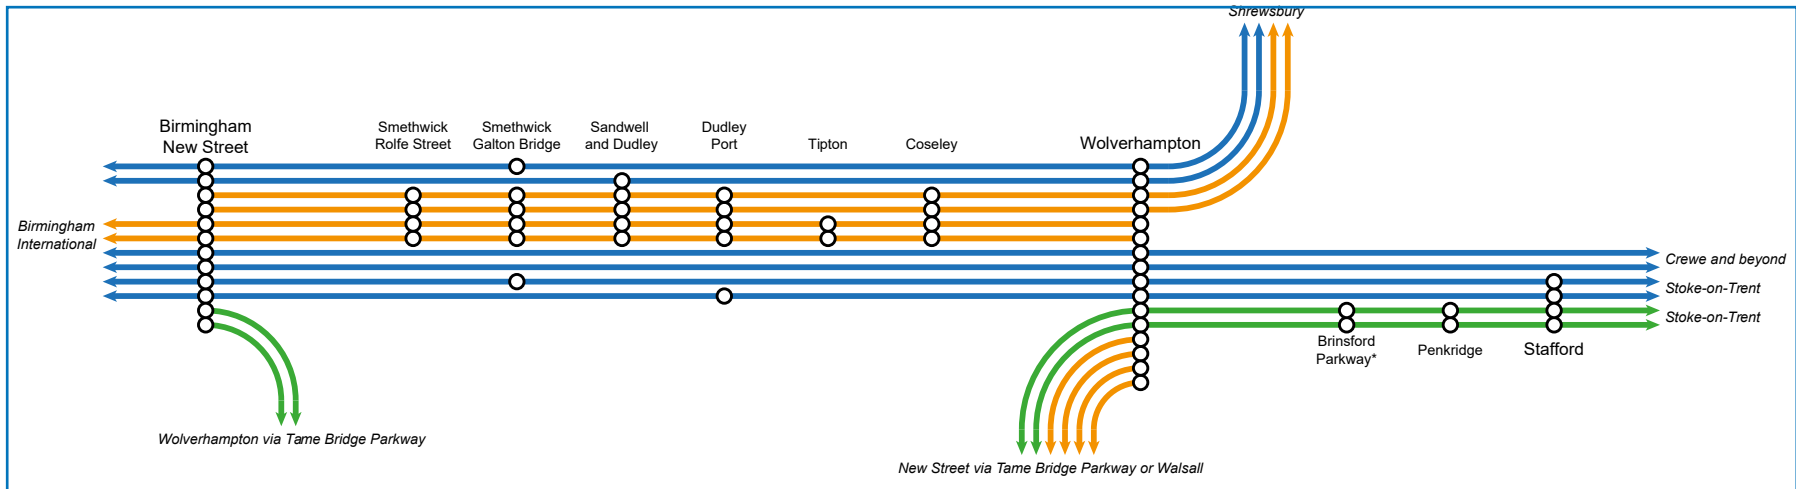 Shrewsbury
Birmingham
New Street
Smethwick
Rolfe Street
Smethwick
Galton Bridge
Sandwell
and Dudley
Dudley
Port
Tipton
Coseley
Wolverhampton
Birmingham
International
Crewe and beyond
Stoke-on-Trent
Stoke-on-Trent
Brinsford
Parkway*
Penkridge
Stafford
Wolverhampton via Tame Bridge Parkway
New Street via Tame Bridge Parkway or Walsall